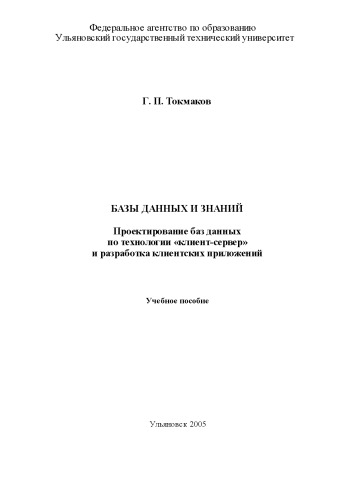 Федеральное агентство по образованию
Ульяновский государственный технический университет
Г. П. Токмаков
БАЗЫ ДАННЫХ И ЗНАНИЙ
Проектирование баз данных
по технологии «клиент-сервер»
и разработка клиентских приложений
Учебное пособие
Ульяновск 2005